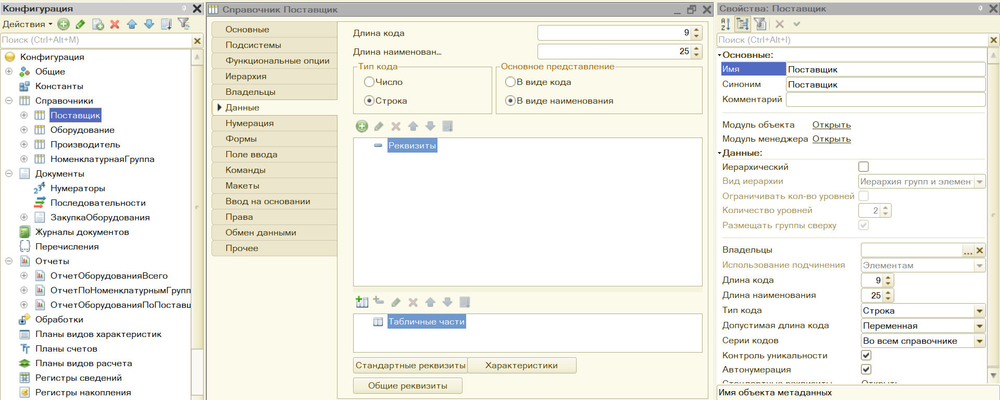 Конфигурация
Действия
Поиск (Ctrl+Alt+M)
Конфигурация
Общие
Константы
Справочники
Поставщик
Оборудование
Производитель
НоменклатурнаяГруппа
Документы
Нумераторы
Последовательности
ЗакупкаОборудования
Журналы документов
Перечисления
Отчеты
ОтчетОборудованияВсего
ОтчетПоНоменклатурнымГрупп
ОтчетОборудованияПоПостав
Обработки
Планы видов характеристик
Планы счетов
Планы видов расчета
Регистры сведений
Регистры накопления
Справочник Поставщик
Основные
Подсистемы
Функциональные опции
Иерархия
Владельцы
Данные
Нумерация
Формы
Поле ввода
Команды
Макеты
Ввод на основании
Права
Обмен данными
Прочее
Длина кода 9
Длина наименован... 25
Тип кода
Число
Строка
Основное представление
В виде кода
В виде наименования
Реквизиты
Табличные части
Стандартные реквизиты Характеристики
Общие реквизиты
Свойства: Поставщик
Поиск (Ctrl+Alt+I)
Основные:
Имя Поставщик
Синоним Поставщик
Комментарий
Модуль объекта Открыть
Модуль менеджера Открыть
Данные:
Иерархический
Вид иерархии Иерархия групп и элемен
Ограничивать кол-во уровней
Количество уровней 2
Размещать группы сверху
Владельцы ...
Использование подчинения Элементам
Длина кода 9
Длина наименования 25
Тип кода Строка
Допустимая длина кода Переменная
Серии кодов Во всем справочнике
Контроль уникальности
Автонумерация
Стандартные реквизиты Открыть
Имя объекта метаданных